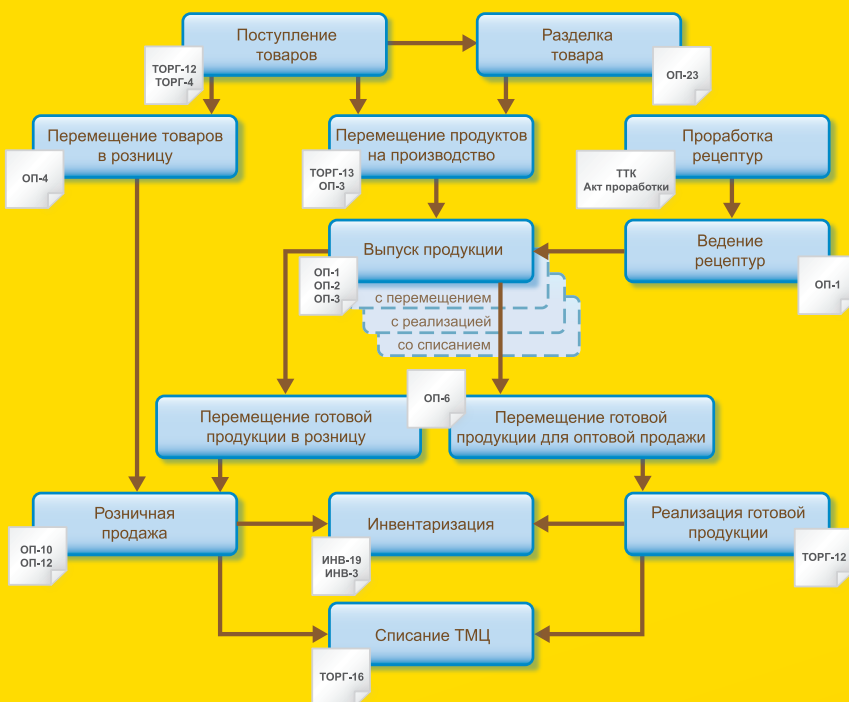 Поступление
товаров
Разделка
товара
ТОРГ-12
ТОРГ-4
ОП-23
Перемещение товаров
в розницу
Перемещение продуктов
на производство
Проработка
рецептур
ОП-4
ТОРГ-13
ОП-3
ТТК
Акт проработки
Выпуск продукции
Ведение
рецептур
ОП-1
ОП-2
ОП-3
ОП-1
с перемещением
с реализацией
со списанием
ОП-6
Перемещение готовой
продукции в розницу
Перемещение готовой
продукции для оптовой продажи
Розничная
продажа
Инвентаризация
Реализация готовой
продукции
ОП-10
ОП-12
ИНВ-19
ИНВ-3
ТОРГ-12
Списание ТМЦ
ТОРГ-16